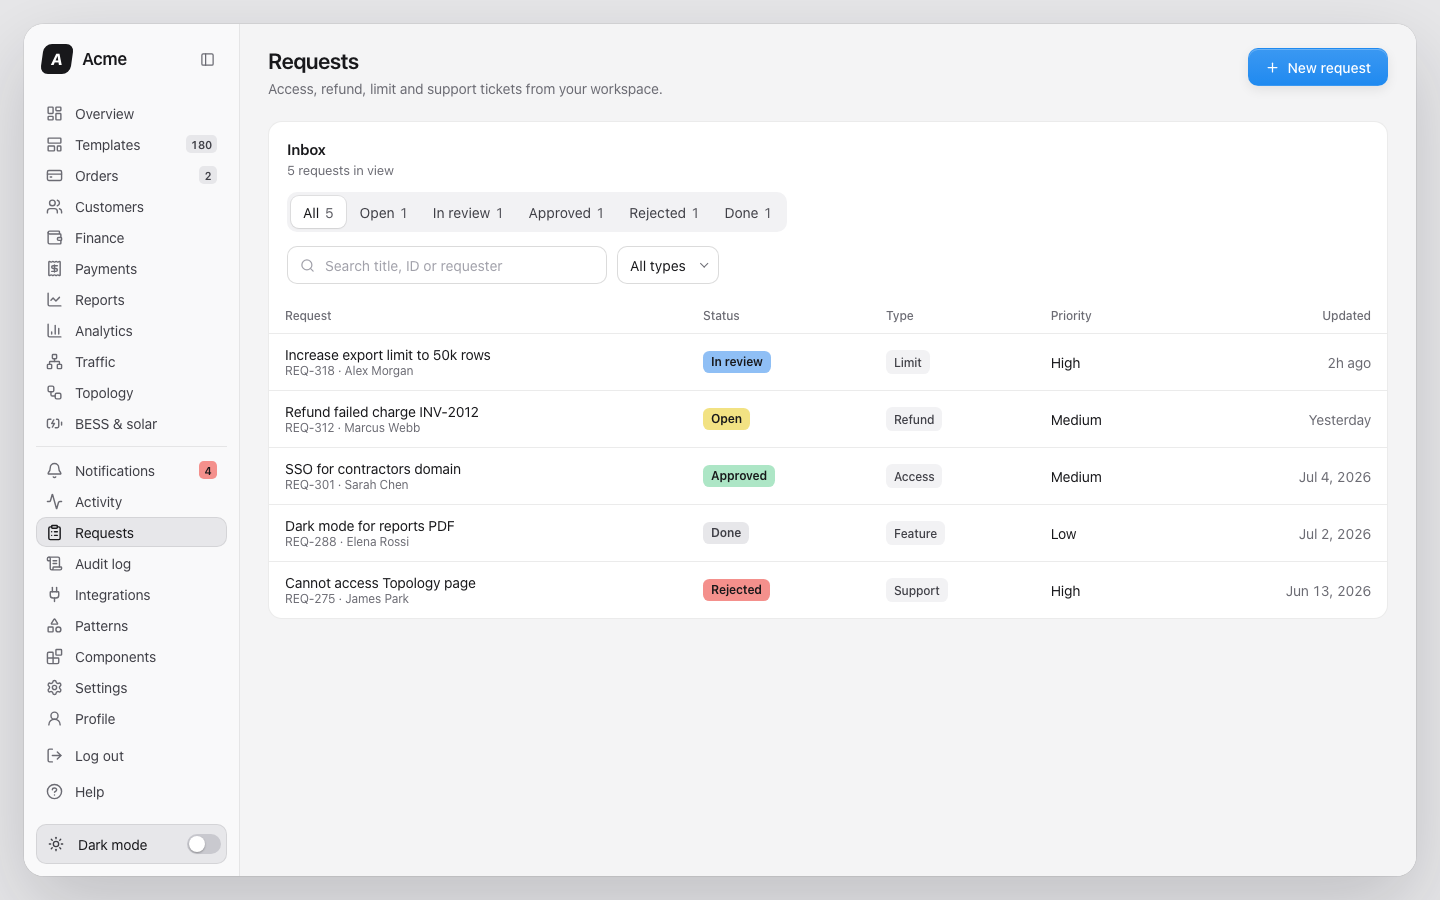 A Acme
Overview
Templates 180
Orders 2
Customers
Finance
Payments
Reports
Analytics
Traffic
Topology
BESS & solar
Notifications 4
Activity
Requests
Audit log
Integrations
Patterns
Components
Settings
Profile
Log out
Help
Dark mode
Requests
Access, refund, limit and support tickets from your workspace.
New request
Inbox
5 requests in view
All 5 Open 1 In review 1 Approved 1 Rejected 1 Done 1
Search title, ID or requester All types
Request Status Type Priority Updated
Increase export limit to 50k rows
REQ-318 · Alex Morgan
In review Limit High 2h ago
Refund failed charge INV-2012
REQ-312 · Marcus Webb
Open Refund Medium Yesterday
SSO for contractors domain
REQ-301 · Sarah Chen
Approved Access Medium Jul 4, 2026
Dark mode for reports PDF
REQ-288 · Elena Rossi
Done Feature Low Jul 2, 2026
Cannot access Topology page
REQ-275 · James Park
Rejected Support High Jun 13, 2026